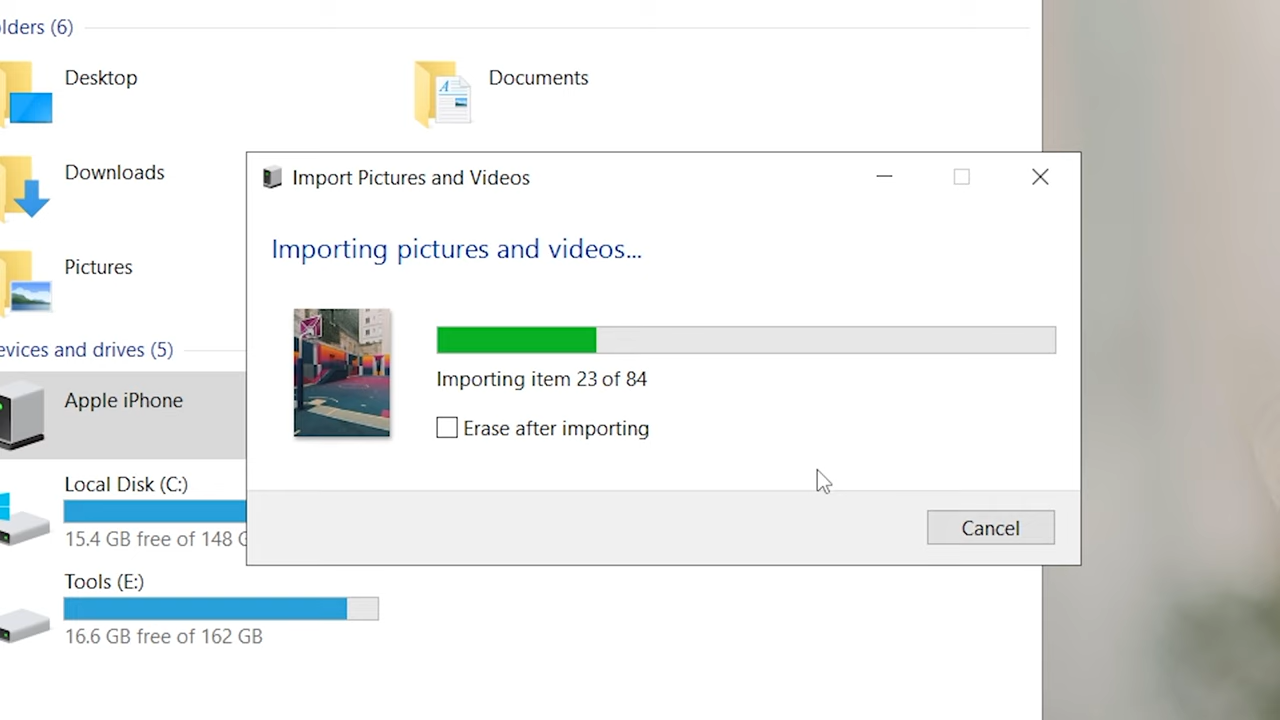 olders (6)
Desktop
Documents
Downloads
Pictures
evices and drives (5)
Apple iPhone
Local Disk (C:)
15.4 GB free of 148 G
Tools (E:)
16.6 GB free of 162 GB
Import Pictures and Videos
Importing pictures and videos...
Importing item 23 of 84
Erase after importing
Cancel